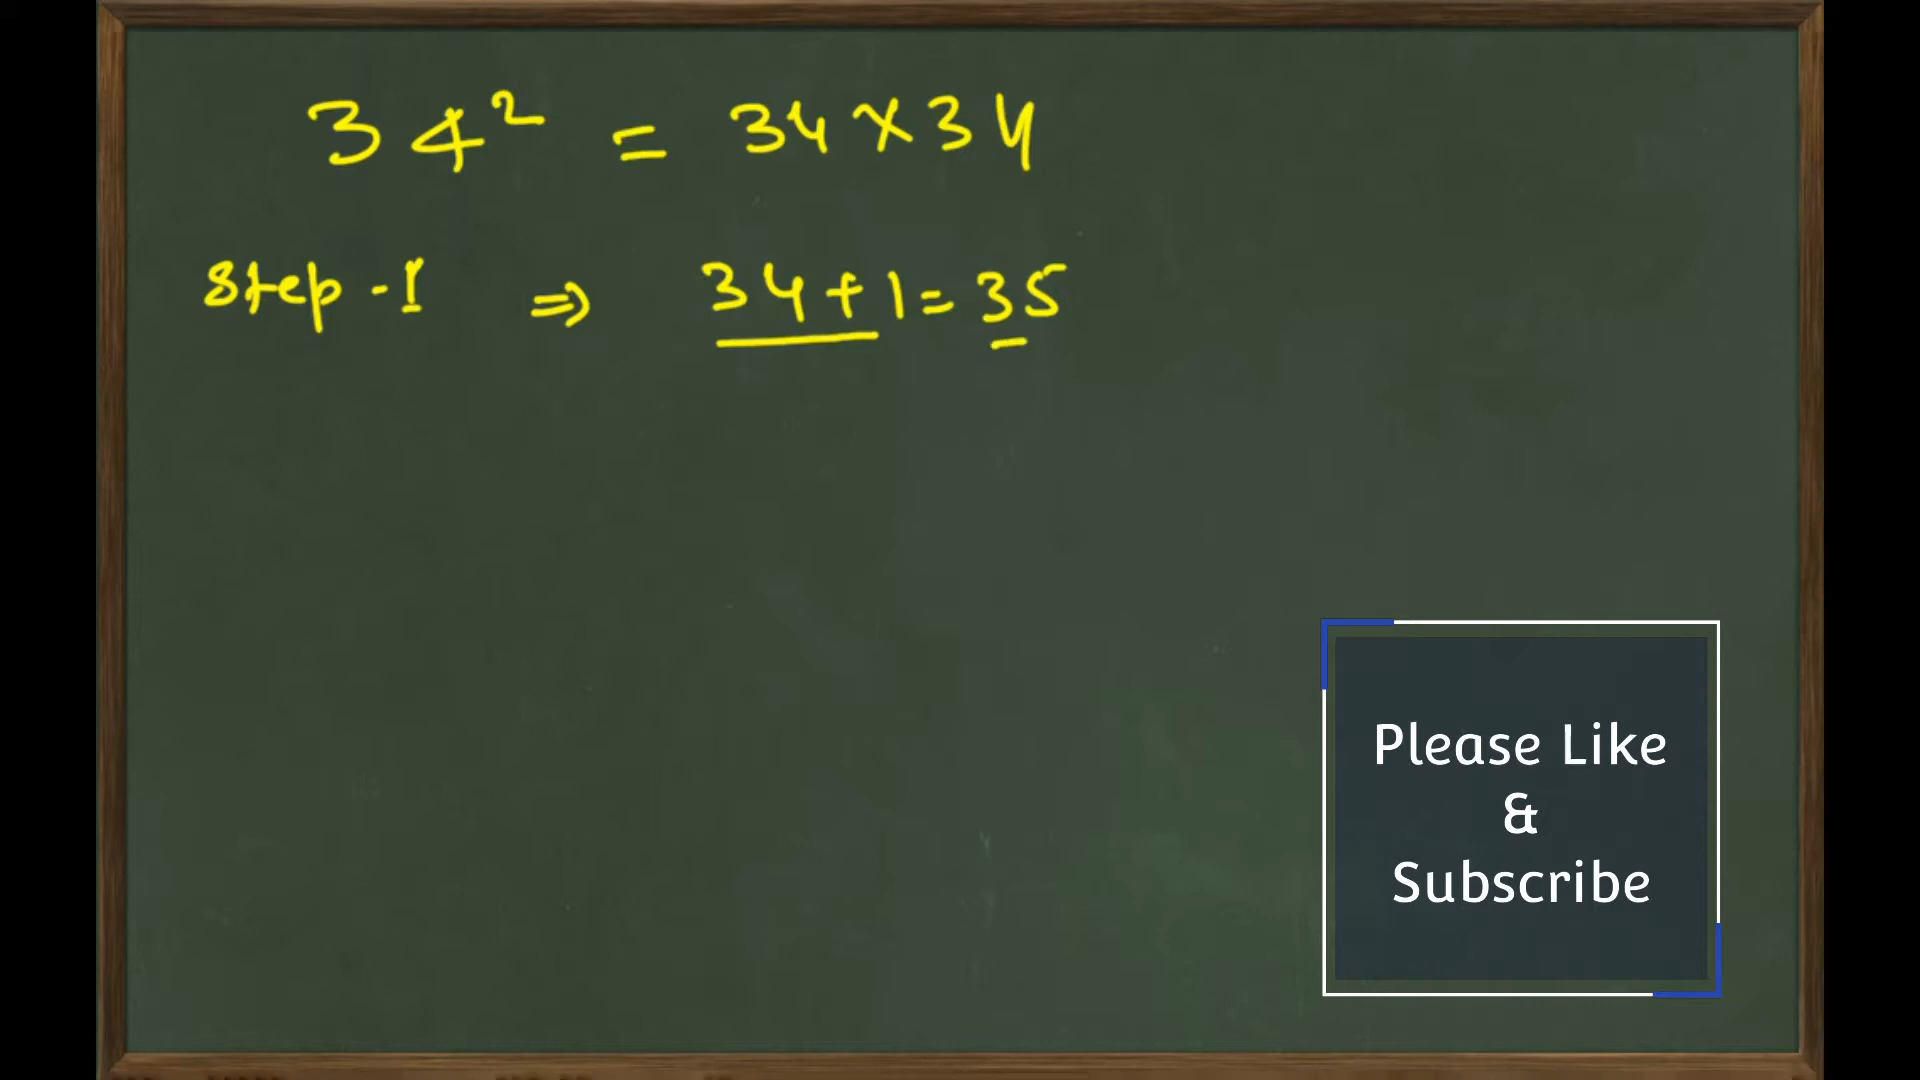 34² = 34×34
Step-1 ⇒ 34+1=35
Please Like
&
Subscribe